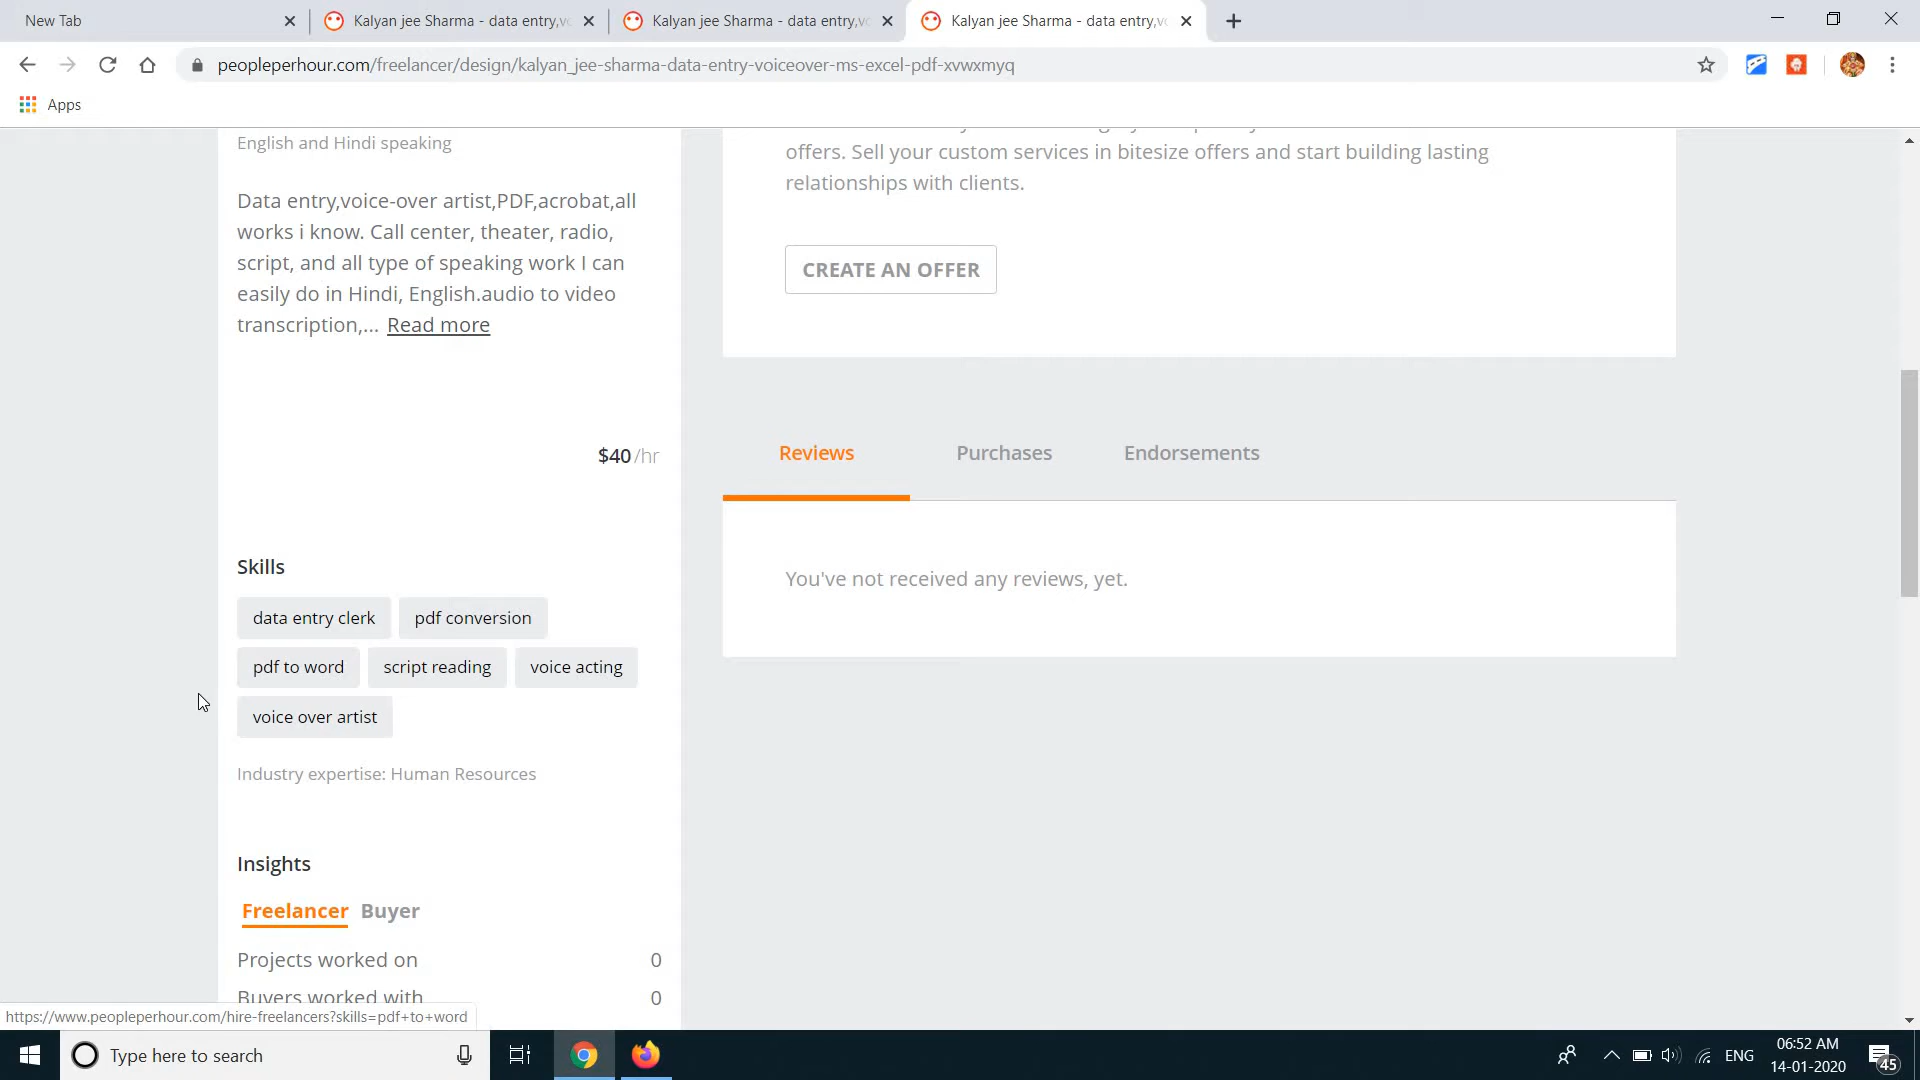 New Tab
Kalyan jee Sharma - data entry,vo
Kalyan jee Sharma - data entry,vo
Kalyan jee Sharma - data entry,vo
peopleperhour.com/freelancer/design/kalyan_jee-sharma-data-entry-voiceover-ms-excel-pdf-xvwxmyq
Apps
English and Hindi speaking
Data entry,voice-over artist,PDF,acrobat,all
works i know. Call center, theater, radio,
script, and all type of speaking work I can
easily do in Hindi, English.audio to video
transcription,... Read more
$40/hr
Skills
data entry clerk
pdf conversion
pdf to word
script reading
voice acting
voice over artist
Industry expertise: Human Resources
Insights
Freelancer Buyer
Projects worked on 0
Buyers worked with 0
offers. Sell your custom services in bitesize offers and start building lasting
relationships with clients.
CREATE AN OFFER
Reviews
Purchases
Endorsements
You've not received any reviews, yet.
https://www.peopleperhour.com/hire-freelancers?skills=pdf+to+word
Type here to search
ENG
06:52 AM
14-01-2020
45